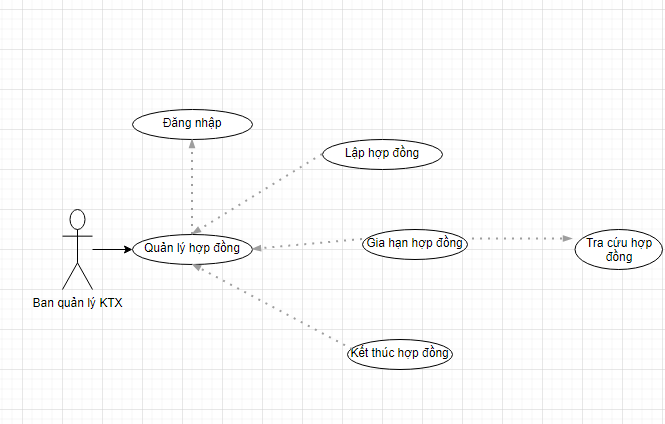 Đăng nhập
Lập hợp đồng
Quản lý hợp đồng
Gia hạn hợp đồng
Tra cứu hợp
đồng
Ban quản lý KTX
Kết thúc hợp đồng